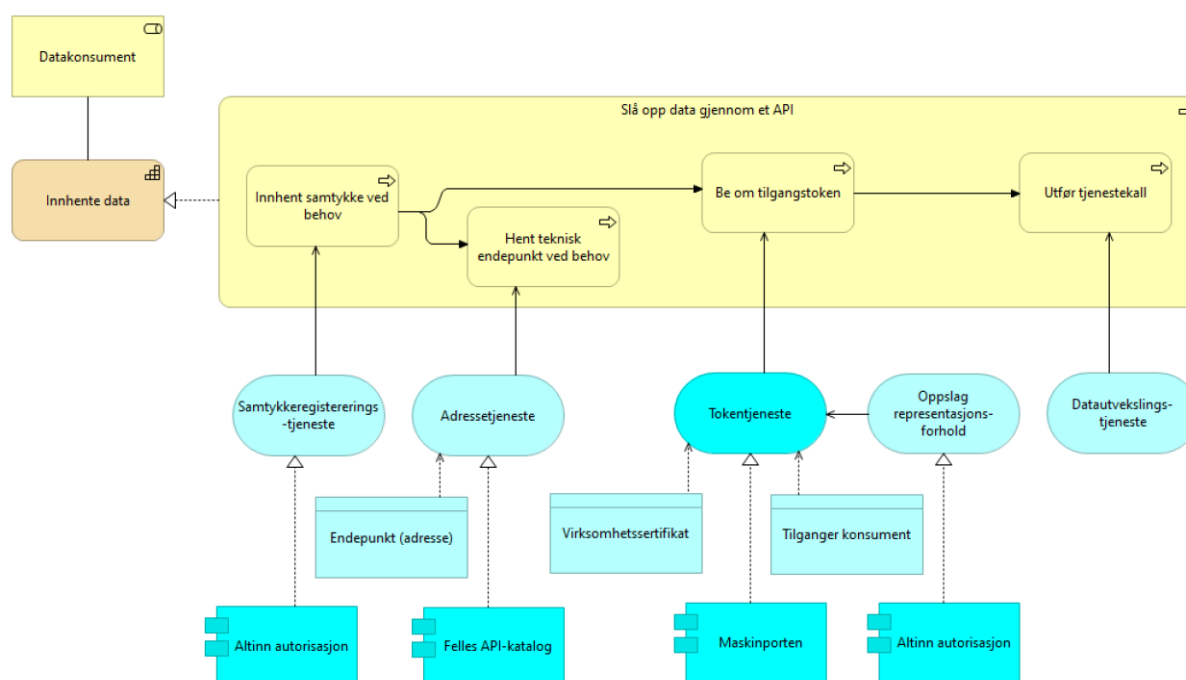 Datakonsument
Slå opp data gjennom et API
Innhente data
Innhent samtykke ved
behov
Hent teknisk
endepunkt ved behov
Be om tilgangstoken
Utfør tjenestekall
Samtykkeregistererings
-tjeneste
Adressetjeneste
Tokentjeneste
Oppslag
representasjons-
forhold
Datautvekslings-
tjeneste
Endepunkt (adresse)
Virksomhetssertifikat
Tilganger konsument
Altinn autorisasjon
Felles API-katalog
Maskinporten
Altinn autorisasjon